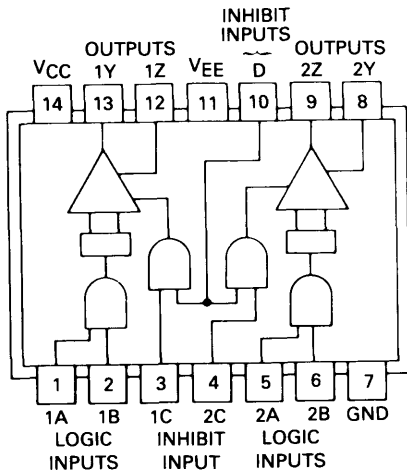 INHIBIT
INPUTS
OUTPUTS OUTPUTS
VCC 1Y 1Z VEE D 2Z 2Y
14 13 12 11 10 9 8
1 2 3 4 5 6 7
1A 1B 1C 2C 2A 2B GND
LOGIC INHIBIT LOGIC
INPUTS INPUT INPUTS